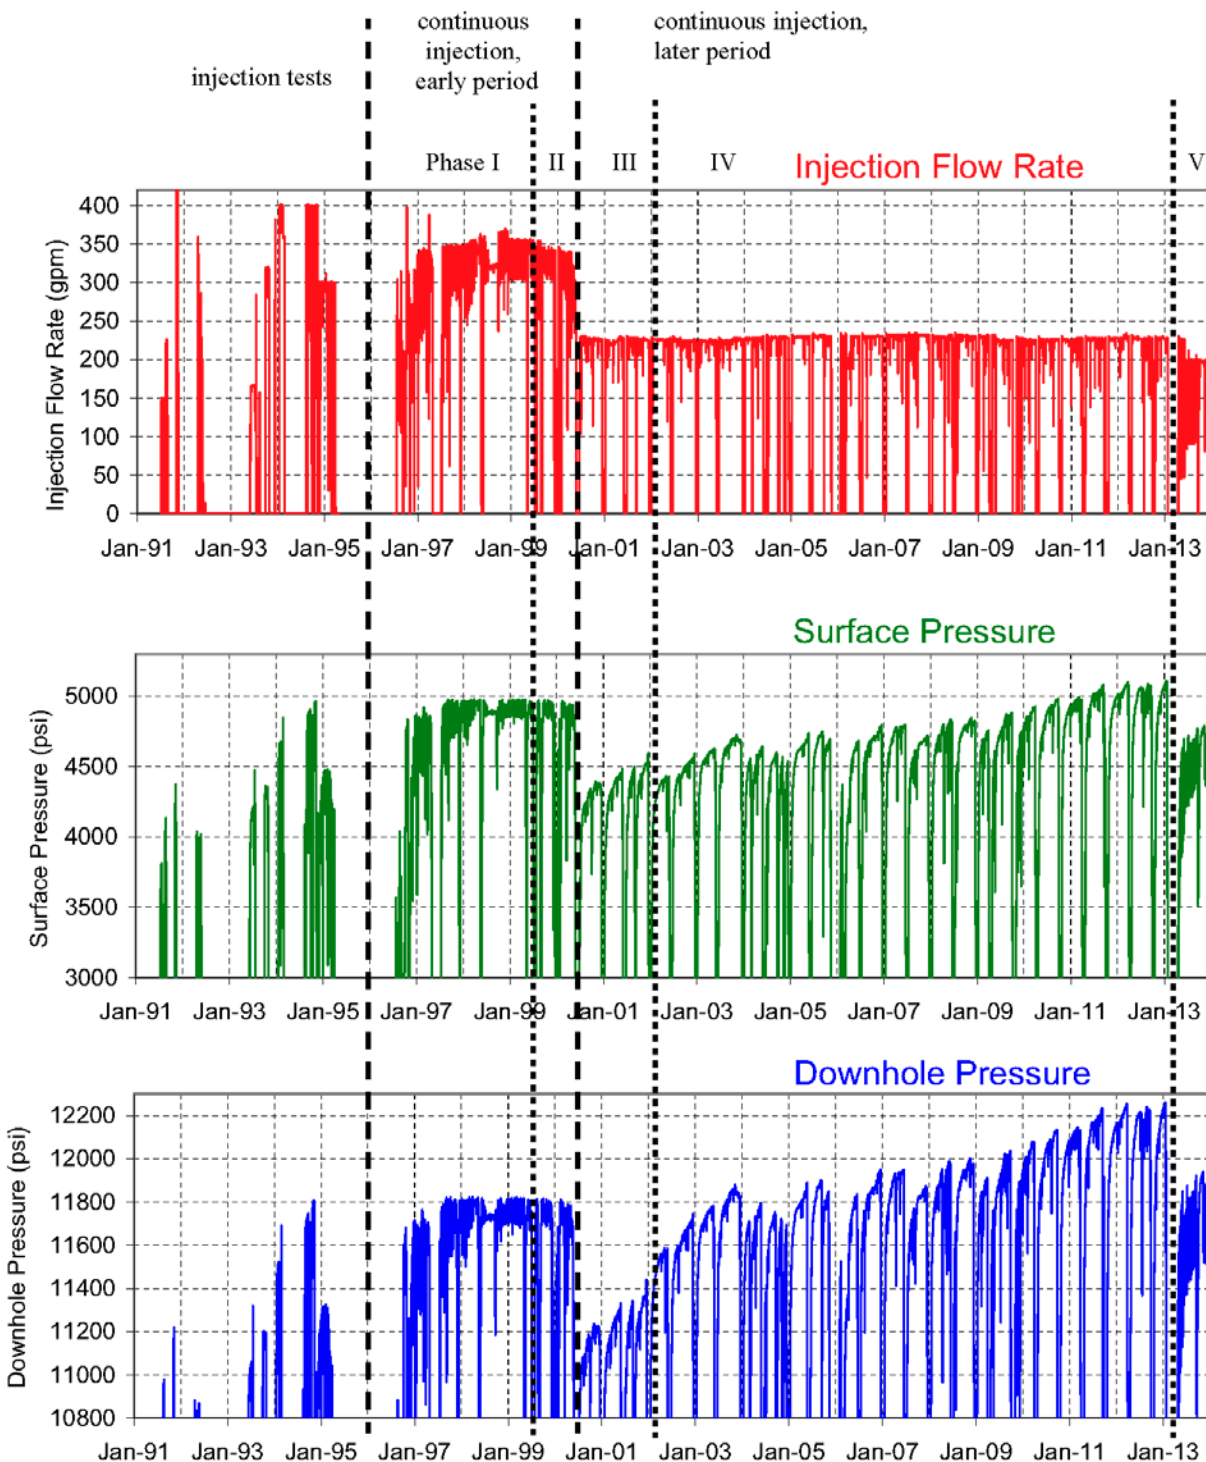 continuous
injection,
early period
continuous injection,
later period
injection tests
Phase I
II
III
IV
V
Injection Flow Rate
Injection Flow Rate (gpm)
400
350
300
250
200
150
100
50
0
Jan-91 Jan-93 Jan-95 Jan-97 Jan-99 Jan-01 Jan-03 Jan-05 Jan-07 Jan-09 Jan-11 Jan-13
Surface Pressure
Surface Pressure (psi)
5000
4500
4000
3500
3000
Jan-91 Jan-93 Jan-95 Jan-97 Jan-99 Jan-01 Jan-03 Jan-05 Jan-07 Jan-09 Jan-11 Jan-13
Downhole Pressure
Downhole Pressure (psi)
12200
12000
11800
11600
11400
11200
11000
10800
Jan-91 Jan-93 Jan-95 Jan-97 Jan-99 Jan-01 Jan-03 Jan-05 Jan-07 Jan-09 Jan-11 Jan-13